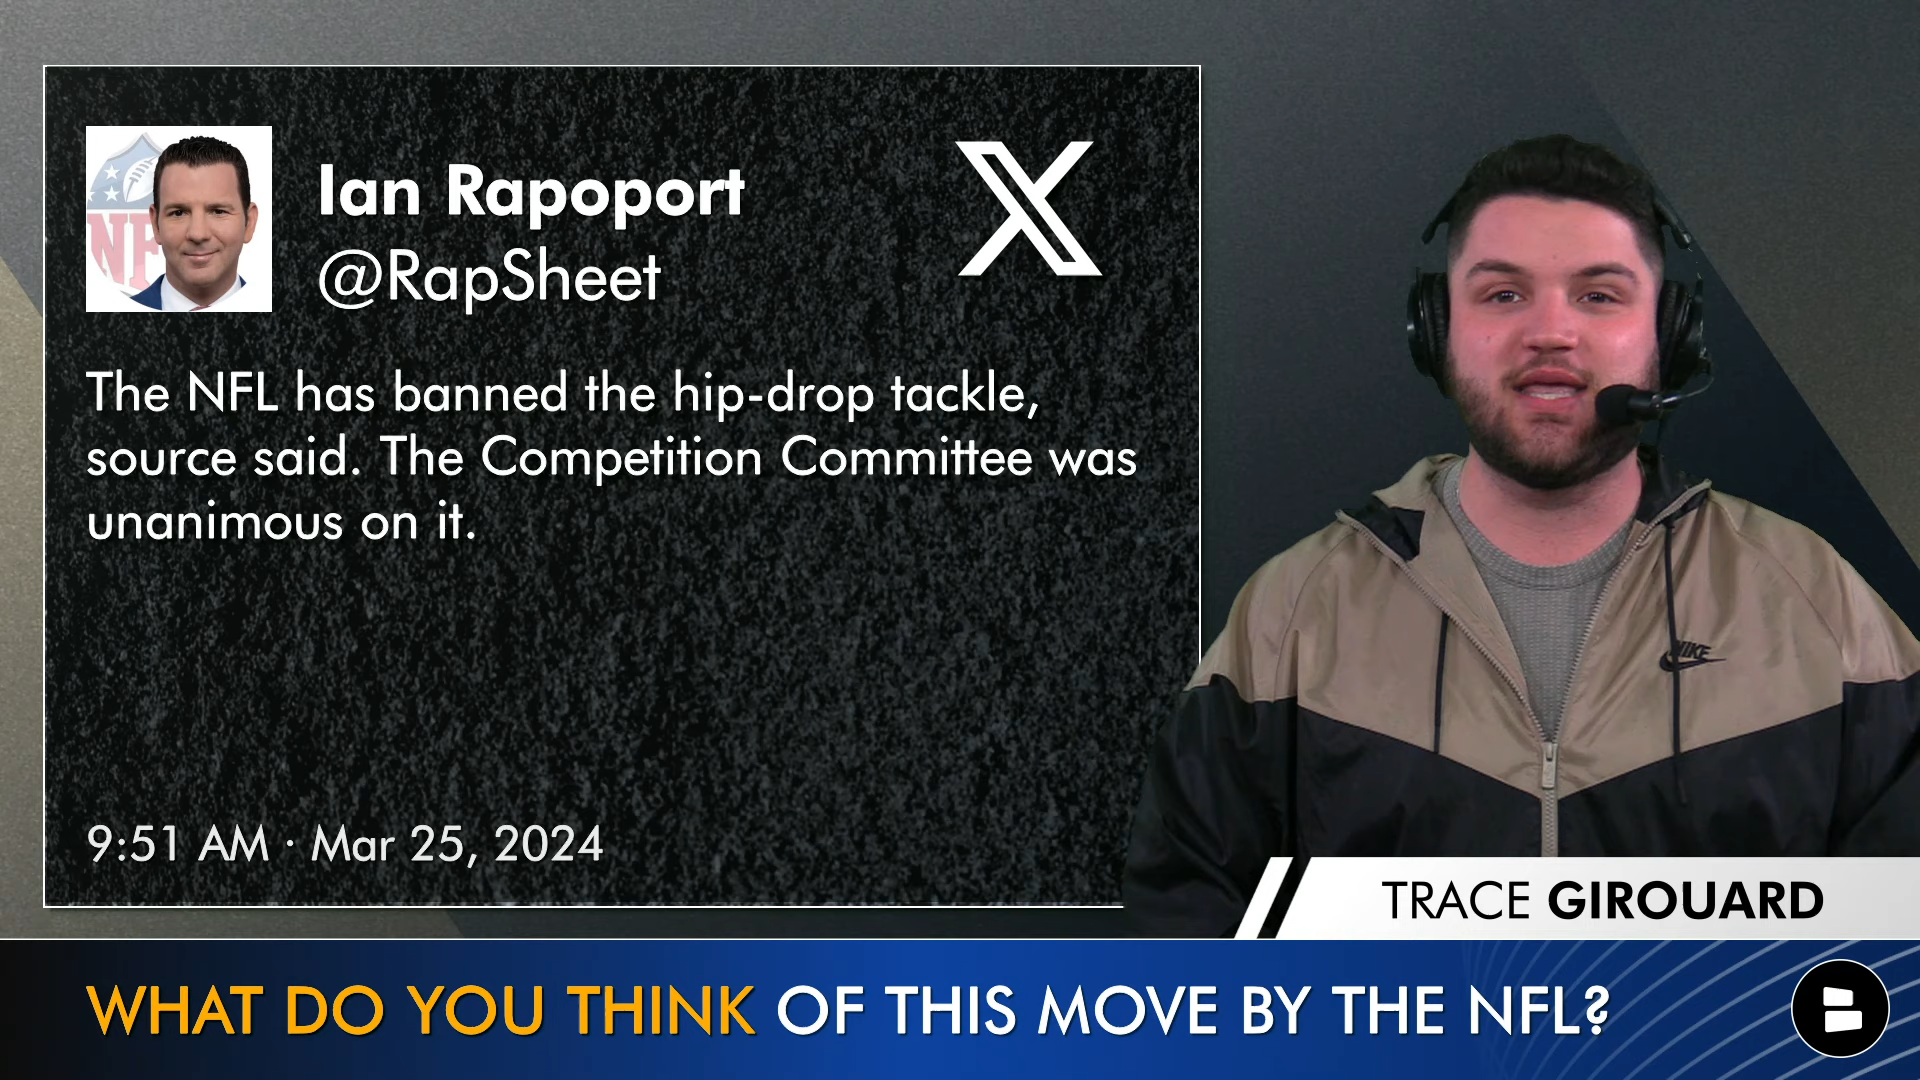 Ian Rapoport
@RapSheet
The NFL has banned the hip-drop tackle,
source said. The Competition Committee was
unanimous on it.
9:51 AM · Mar 25, 2024
NIKE
TRACE GIROUARD
WHAT DO YOU THINK OF THIS MOVE BY THE NFL?